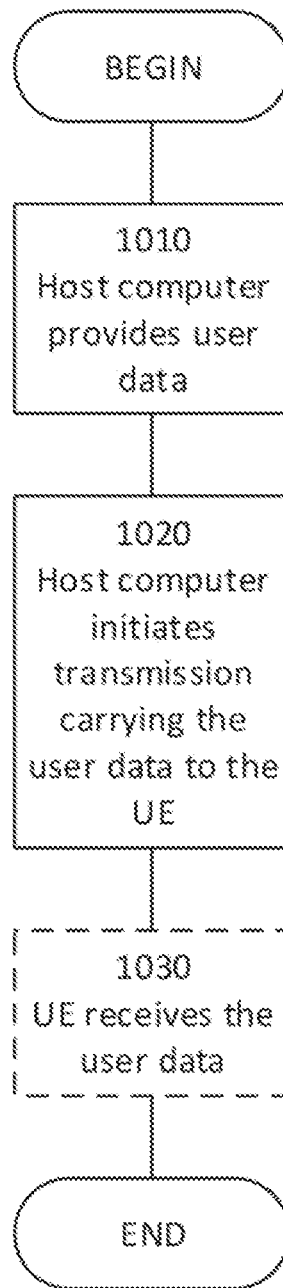 BEGIN
1010
Host computer
provides user
data
1020
Host computer
initiates
transmission
carrying the
user data to the
UE
1030
UE receives the
user data
END